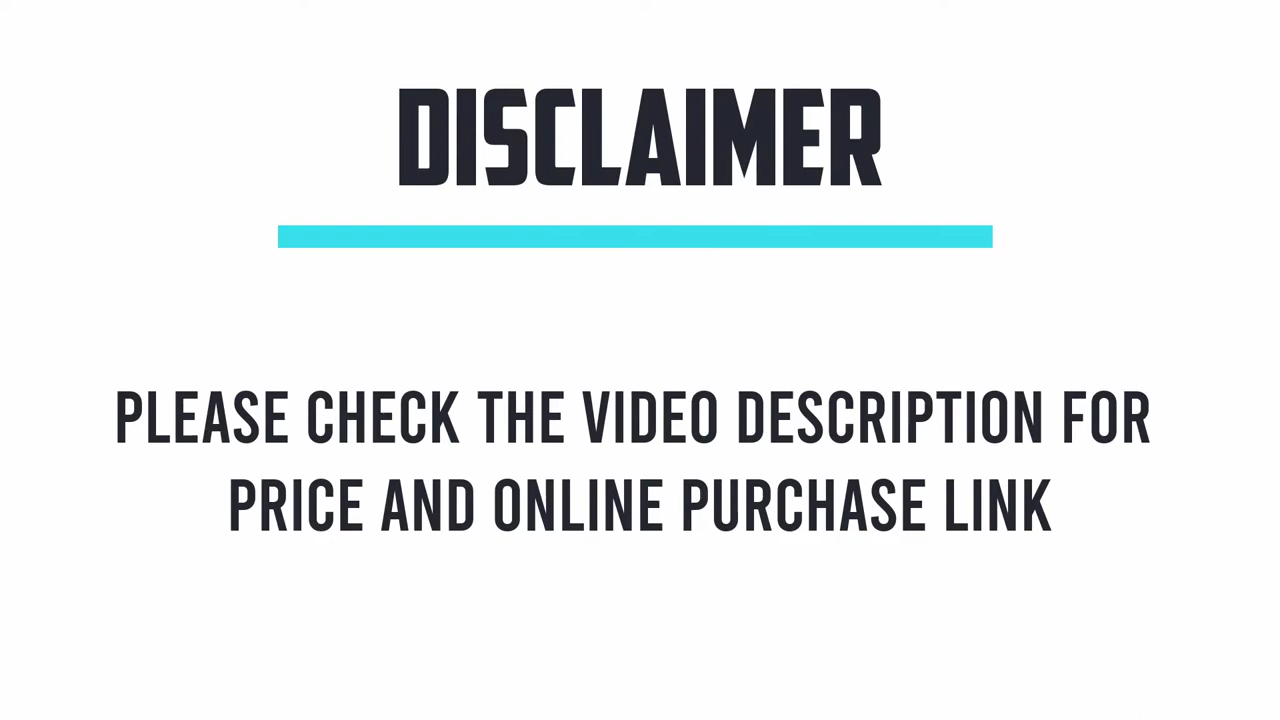 DISCLAIMER
PLEASE CHECK THE VIDEO DESCRIPTION FOR
PRICE AND ONLINE PURCHASE LINK